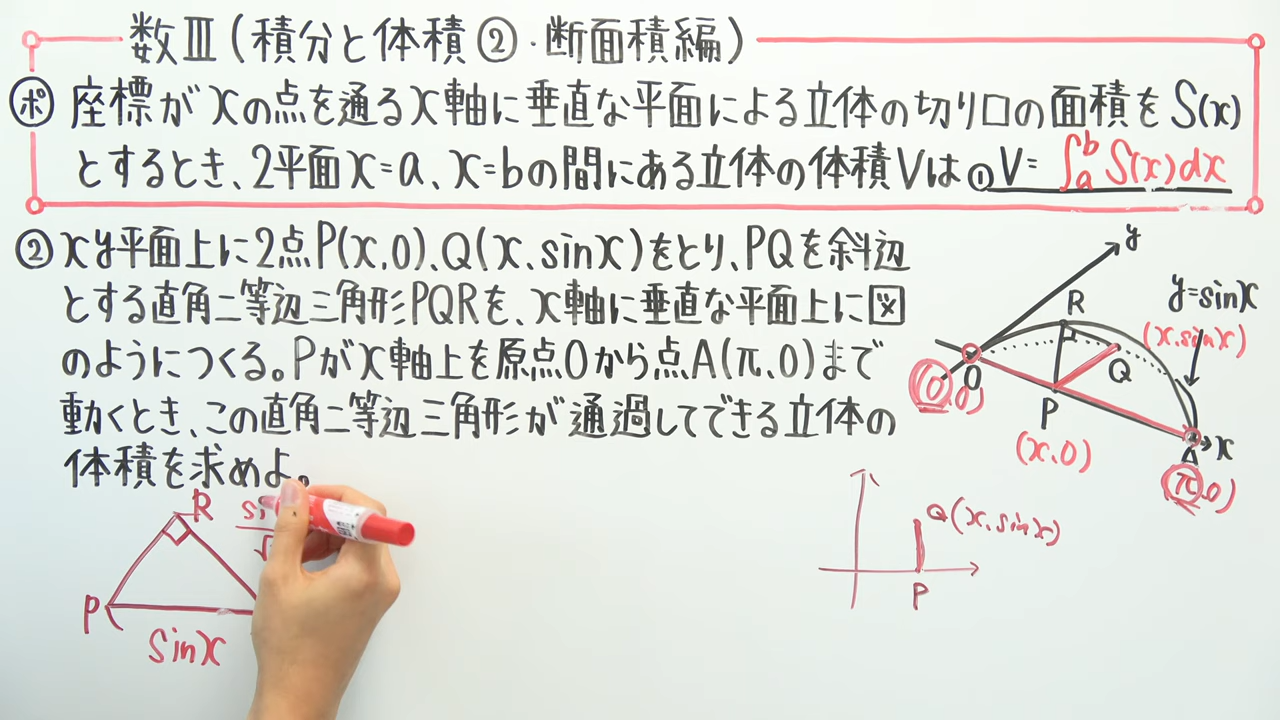 数Ⅲ(積分と体積②・断面積編)
ポ 座標がxの点を通るx軸に垂直な平面による立体の切り口の面積をS(x)
とするとき、2平面x=a、x=bの間にある立体の体積Vは ① V= ∫_a^b S(x)dx
② xy平面上に2点P(x,0)、Q(x,sinx)をとり、PQを斜辺
とする直角二等辺三角形PQRを、x軸に垂直な平面上に図
のようにつくる。Pがx軸上を原点Oから点A(π,0)まで
動くとき、この直角二等辺三角形が通過してできる立体の
体積を求めよ。
y
R
y=sinx
(x,sinx)
O
Q
(0,0)
P
x
(x,0)
A
(π,0)
R
si
√
P
sinx
Q(x,sinx)
P